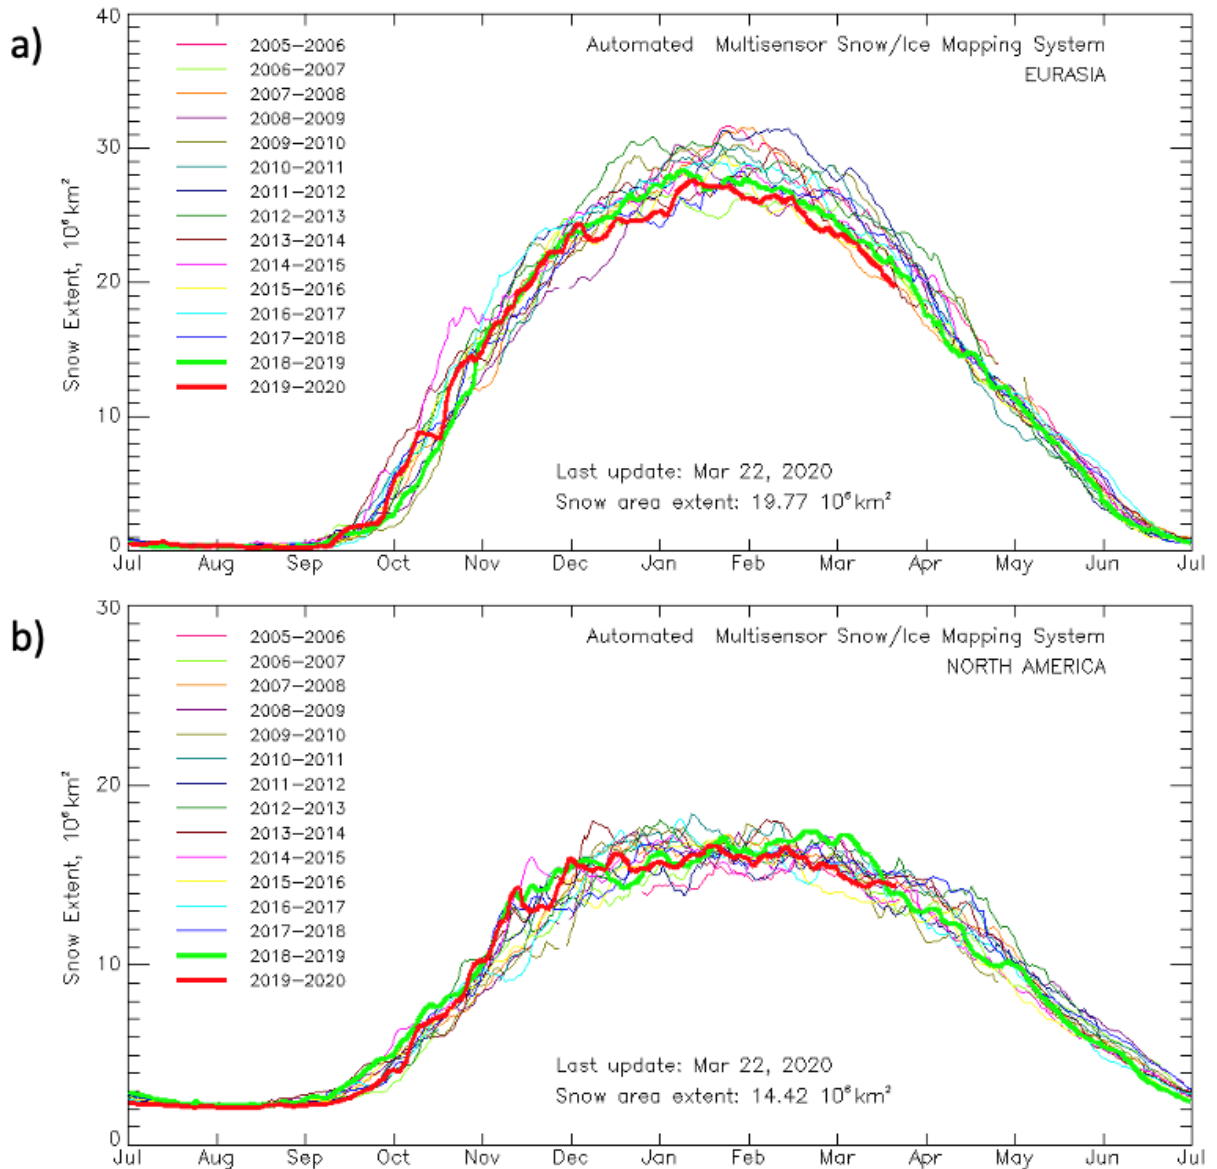 a)
40
30
20
10
0
Snow Extent, 10⁶km²
2005–2006
2006–2007
2007–2008
2008–2009
2009–2010
2010–2011
2011–2012
2012–2013
2013–2014
2014–2015
2015–2016
2016–2017
2017–2018
2018–2019
2019–2020
Automated Multisensor Snow/Ice Mapping System
EURASIA
Last update: Mar 22, 2020
Snow area extent: 19.77 10⁶km²
Jul Aug Sep Oct Nov Dec Jan Feb Mar Apr May Jun Jul
b)
30
20
10
0
Snow Extent, 10⁶km²
2005–2006
2006–2007
2007–2008
2008–2009
2009–2010
2010–2011
2011–2012
2012–2013
2013–2014
2014–2015
2015–2016
2016–2017
2017–2018
2018–2019
2019–2020
Automated Multisensor Snow/Ice Mapping System
NORTH AMERICA
Last update: Mar 22, 2020
Snow area extent: 14.42 10⁶km²
Jul Aug Sep Oct Nov Dec Jan Feb Mar Apr May Jun Jul